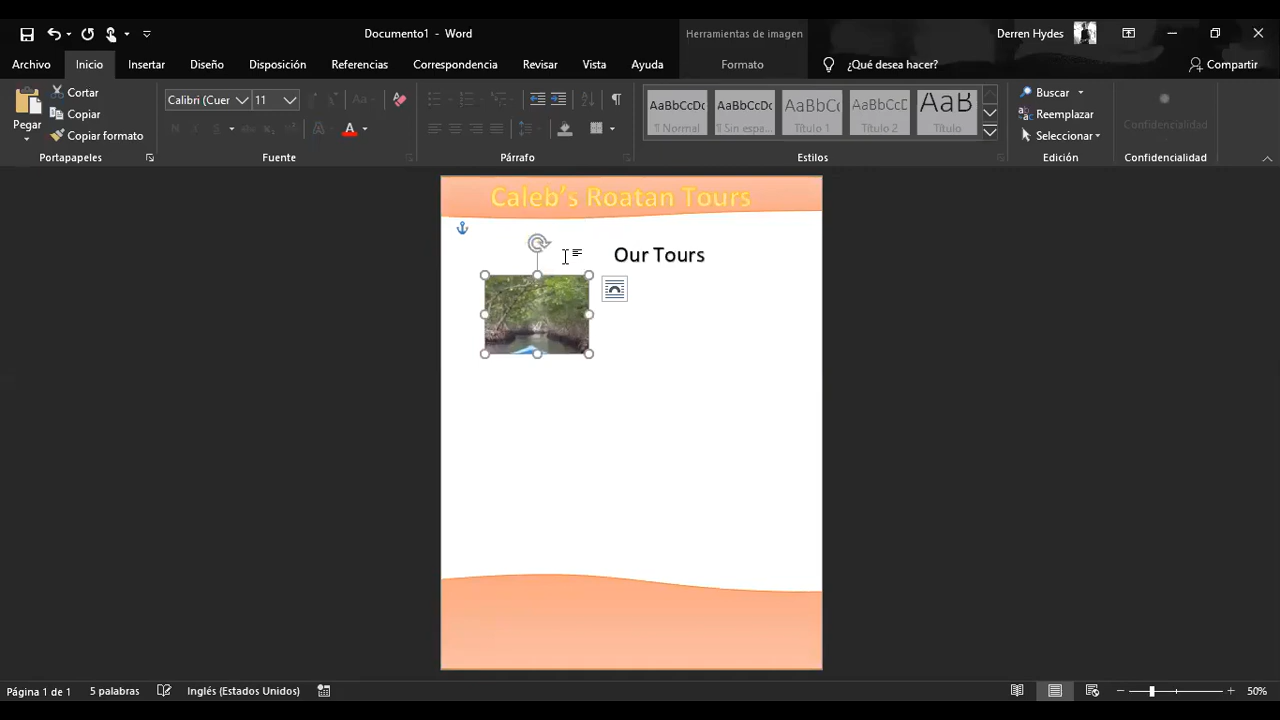 Documento1 - Word
Herramientas de imagen
Derren Hydes
Archivo
Inicio
Insertar
Diseño
Disposición
Referencias
Correspondencia
Revisar
Vista
Ayuda
Formato
¿Qué desea hacer?
Compartir
Pegar
Cortar
Copiar
Copiar formato
Portapapeles
Calibri (Cuer
11
Fuente
Párrafo
AaBbCcDc
¶ Normal
AaBbCcDc
¶ Sin espa...
AaBbCc
Título 1
AaBbCcD
Título 2
AaB
Título
Estilos
Buscar
Reemplazar
Seleccionar
Edición
Confidencialidad
Confidencialidad
Caleb's Roatan Tours
Our Tours
Página 1 de 1
5 palabras
Inglés (Estados Unidos)
50%